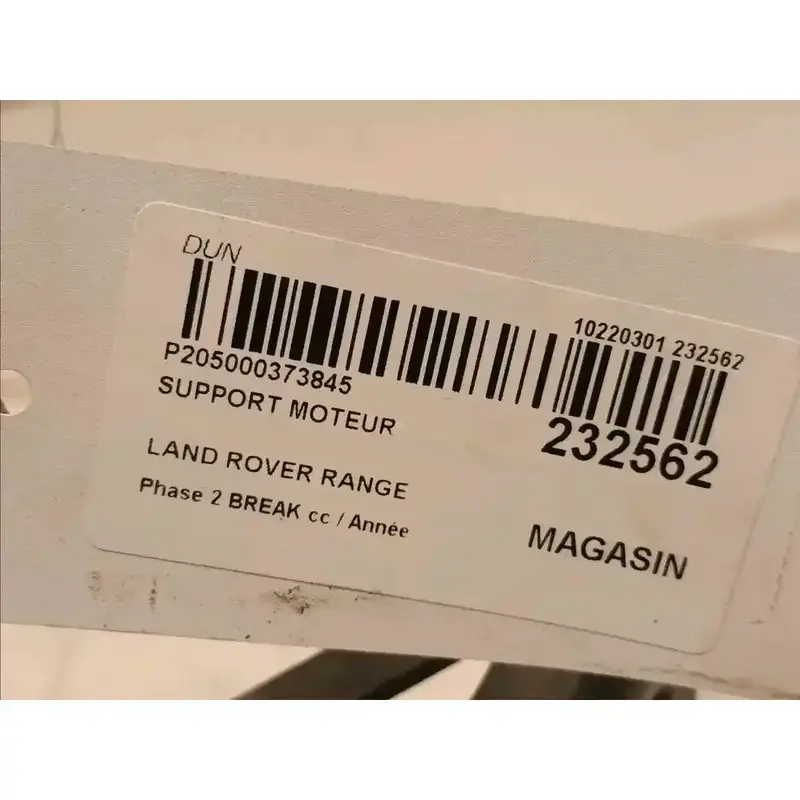 DUN
10220301 232562
P205000373845
SUPPORT MOTEUR
232562
LAND ROVER RANGE
Phase 2 BREAK cc / Année
MAGASIN